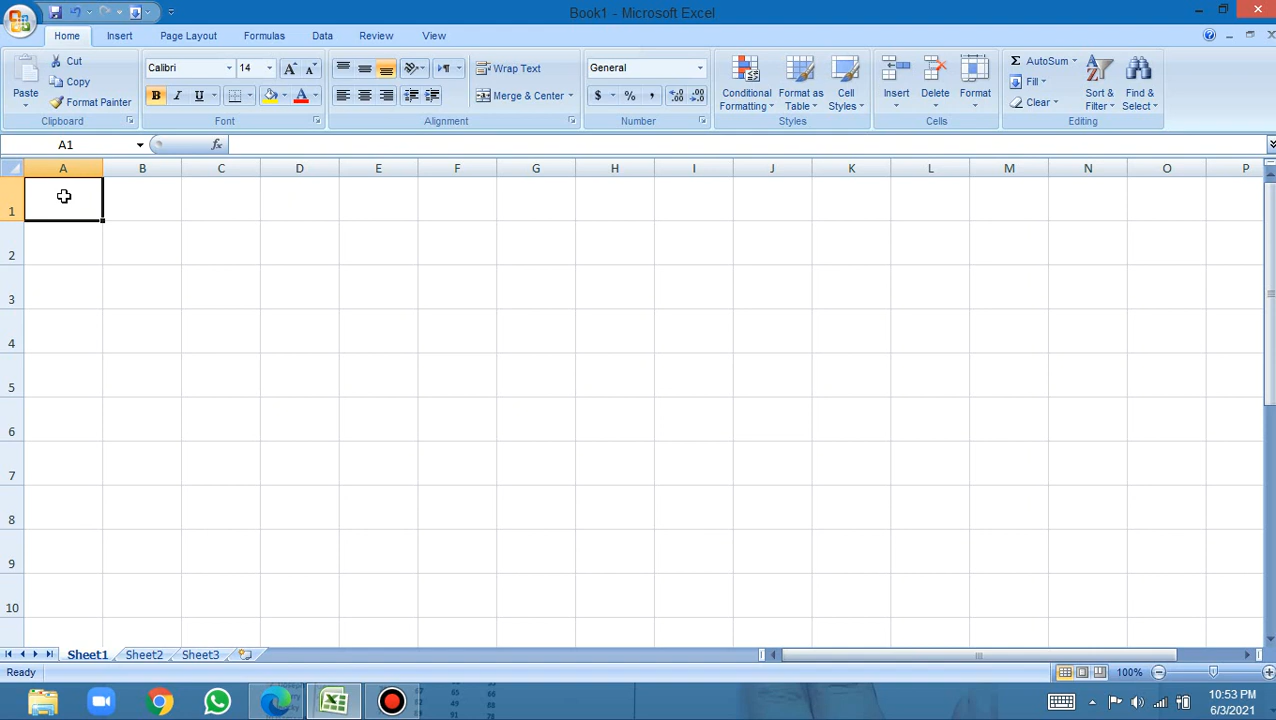 Book1 - Microsoft Excel
Home Insert Page Layout Formulas Data Review View
Cut
Calibri 14 General
Wrap Text
AutoSum
Copy
Fill
Paste
Format Painter
B I U A
Merge & Center
$ % ,
Conditional Formatting Format as Table Cell Styles
Insert Delete Format
Clear
Sort & Filter Find & Select
Clipboard Font Alignment Number Styles Cells Editing
A1 fx
A B C D E F G H I J K L M N O P
1
2
3
4
5
6
7
8
9
10
Sheet1 Sheet2 Sheet3
Ready 100%
10:53 PM
6/3/2021